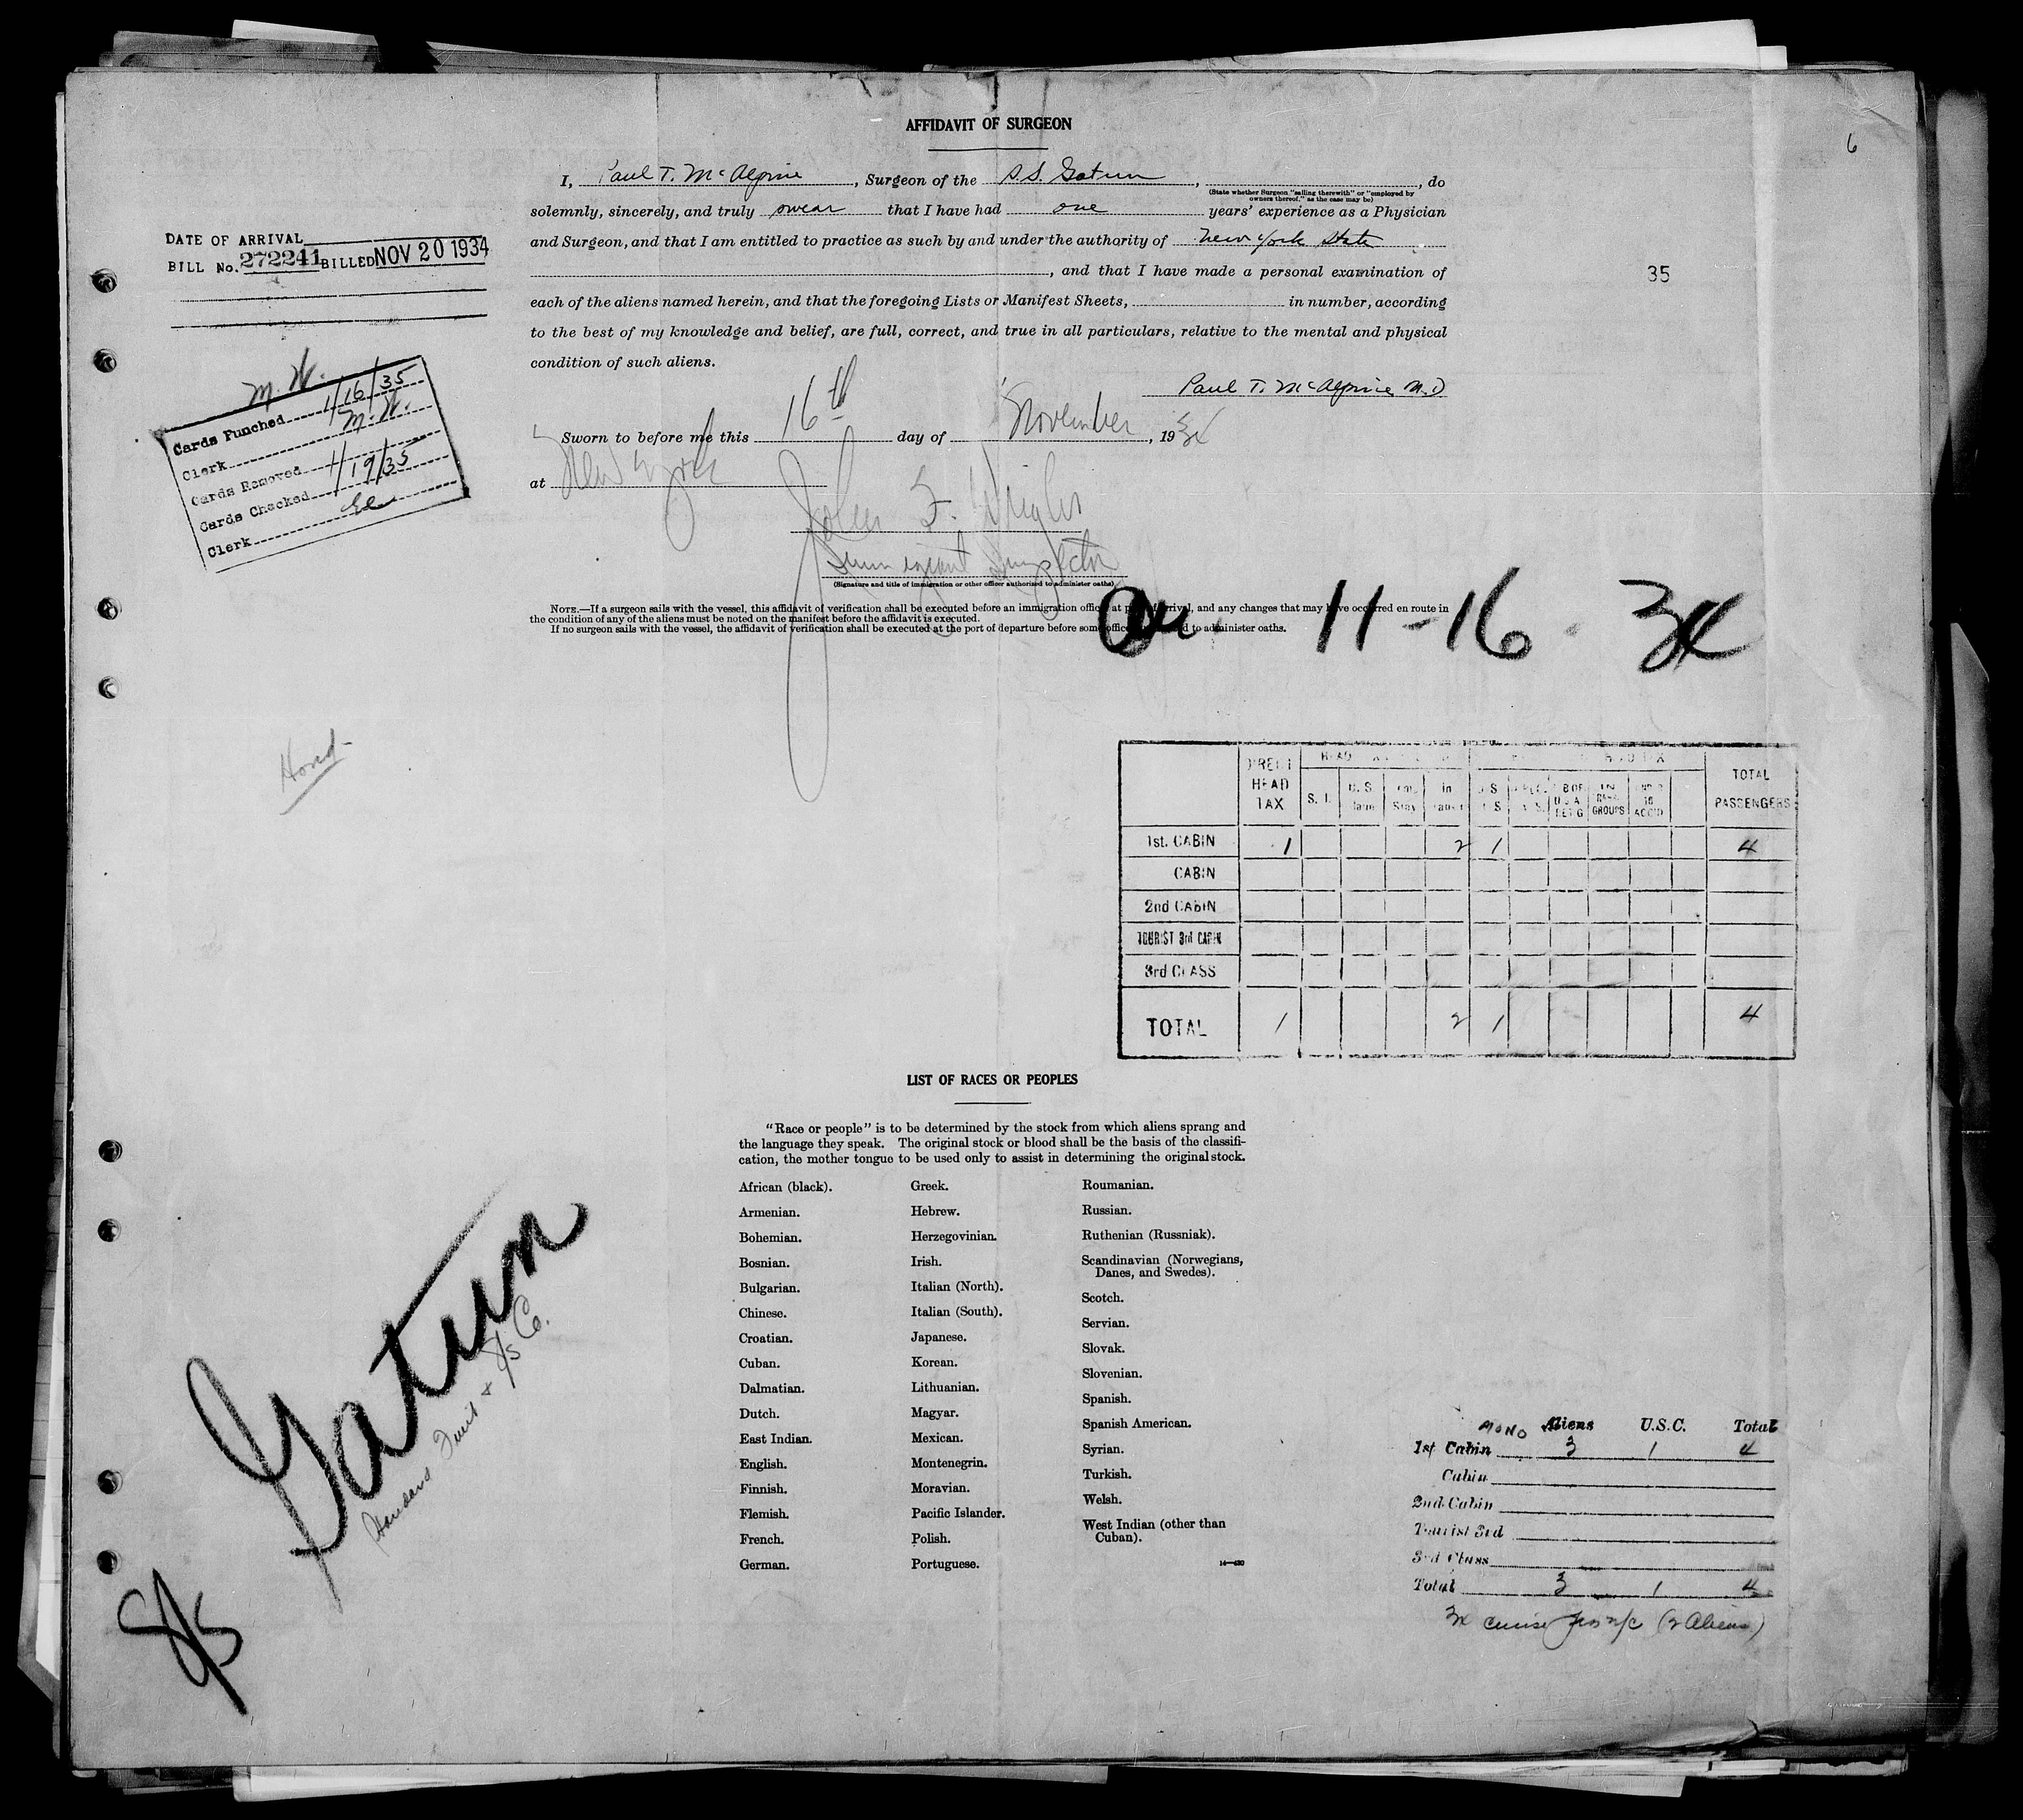 AFFIDAVIT OF SURGEON
6
I, Paul T. McAlpine, Surgeon of the S.S. Gatun, , do
(State whether Surgeon "sailing therewith" or "employed by owners thereof," as the case may be)
solemnly, sincerely, and truly swear that I have had one years' experience as a Physician
and Surgeon, and that I am entitled to practice as such by and under the authority of New York State
, and that I have made a personal examination of
each of the aliens named herein, and that the foregoing Lists or Manifest Sheets, in number, according
to the best of my knowledge and belief, are full, correct, and true in all particulars, relative to the mental and physical
condition of such aliens.
Paul T. McAlpine M.D
Sworn to before me this 16th day of November, 1934
at New York
John F.
Immigrant Inspector
(Signature and title of immigration or other officer authorized to administer oaths)
NOTE.—If a surgeon sails with the vessel, this affidavit of verification shall be executed before an immigration officer at port of arrival, and any changes that may have occurred en route in
the condition of any of the aliens must be noted on the manifest before the affidavit is executed.
If no surgeon sails with the vessel, the affidavit of verification shall be executed at the port of departure before some officer d to administer oaths.
DATE OF ARRIVAL
BILL No. 272241 BILLED NOV 20 1934
35
M.W.
Cards Punched 1/16/35
Clerk M.W.
Cards Removed
Cards Checked 1/19/35
Clerk
11-16-34
DIRECT HEAD TAX
S. I.
U. S.
TOTAL PASSENGERS
1st. CABIN 1 2 1 4
CABIN
2nd CABIN
TOURIST 3rd CABIN
3rd CLASS
TOTAL 1 2 1 4
LIST OF RACES OR PEOPLES
"Race or people" is to be determined by the stock from which aliens sprang and
the language they speak. The original stock or blood shall be the basis of the classifi-
cation, the mother tongue to be used only to assist in determining the original stock.
African (black).
Armenian.
Bohemian.
Bosnian.
Bulgarian.
Chinese.
Croatian.
Cuban.
Dalmatian.
Dutch.
East Indian.
English.
Finnish.
Flemish.
French.
German.
Greek.
Hebrew.
Herzegovinian.
Irish.
Italian (North).
Italian (South).
Japanese.
Korean.
Lithuanian.
Magyar.
Mexican.
Montenegrin.
Moravian.
Pacific Islander.
Polish.
Portuguese.
Roumanian.
Russian.
Ruthenian (Russniak).
Scandinavian (Norwegians,
Danes, and Swedes).
Scotch.
Servian.
Slovak.
Slovenian.
Spanish.
Spanish American.
Syrian.
Turkish.
Welsh.
West Indian (other than
Cuban).
14—430
S/S Gatun
Fruit & S/S Co.
Aliens U.S.C. Total
1st Cabin 3 1 4
Cabin
2nd Cabin
Tourist 3rd
3rd Class
Total 3 1 4
cruise (2 Aliens)